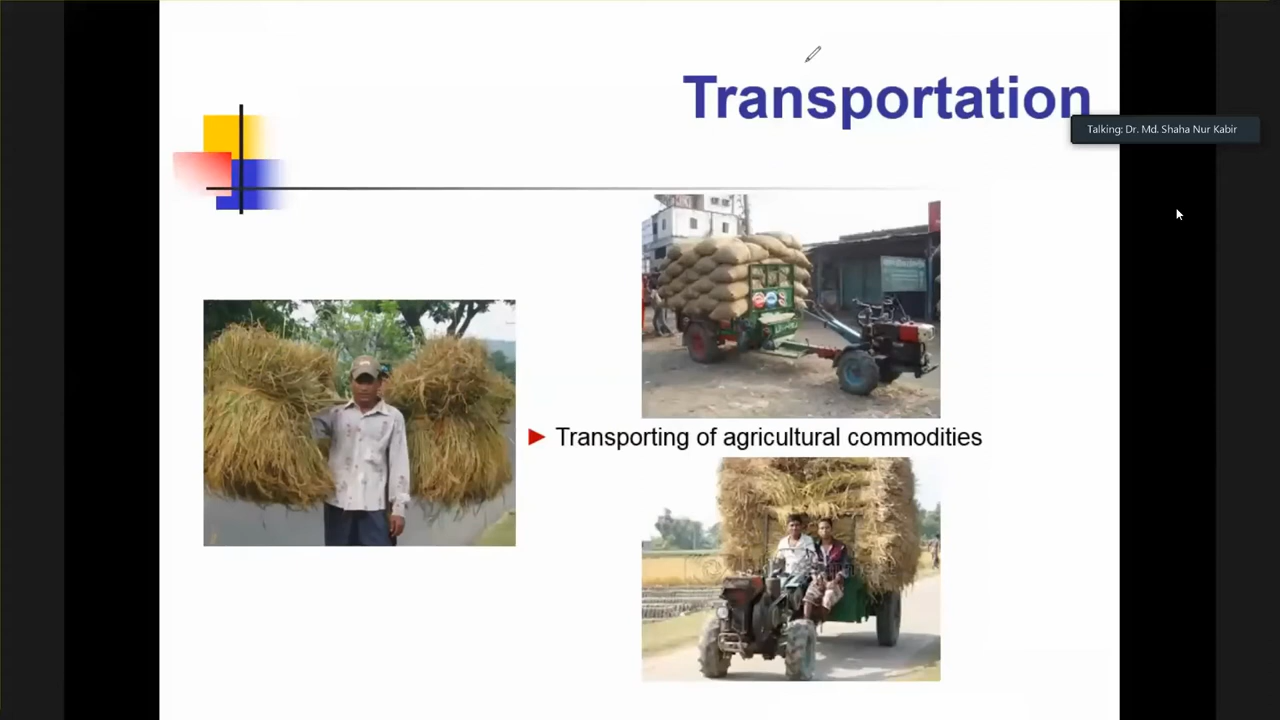 Transportation
Talking: Dr. Md. Shaha Nur Kabir
Transporting of agricultural commodities